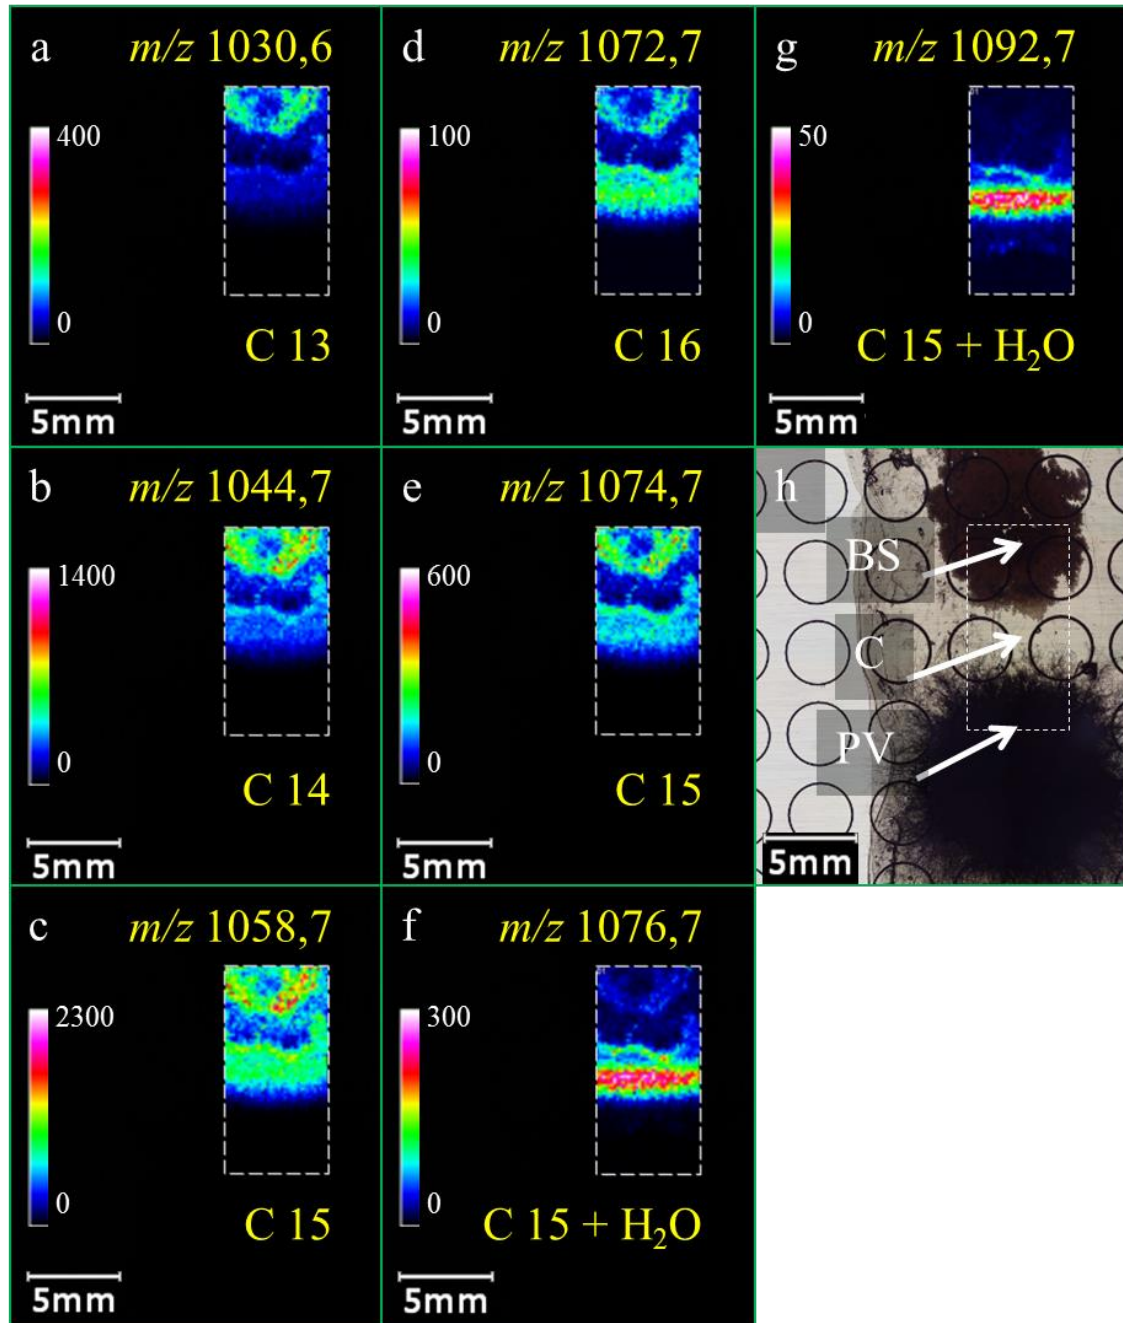 a m/z 1030,6
400
0
C 13
5mm
d m/z 1072,7
100
0
C 16
5mm
g m/z 1092,7
50
0
C 15 + H₂O
5mm
b m/z 1044,7
1400
0
C 14
5mm
e m/z 1074,7
600
0
C 15
5mm
h
BS
C
PV
5mm
c m/z 1058,7
2300
0
C 15
5mm
f m/z 1076,7
300
0
C 15 + H₂O
5mm